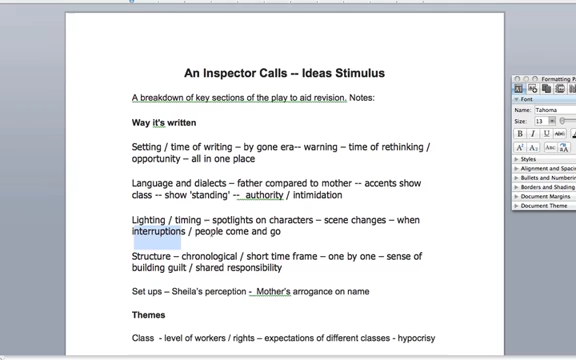 An Inspector Calls -- Ideas Stimulus
A breakdown of key sections of the play to aid revision. Notes:
Way it's written
Setting / time of writing – by gone era-- warning – time of rethinking /
opportunity – all in one place
Language and dialects – father compared to mother -- accents show
class -- show 'standing' -- authority / intimidation
Lighting / timing – spotlights on characters – scene changes – when
interruptions / people come and go
Structure – chronological / short time frame – one by one – sense of
building guilt / shared responsibility
Set ups – Sheila's perception - Mother's arrogance on name
Themes
Class - level of workers / rights – expectations of different classes - hypocrisy
Formatting Pa
Font
Name: Tahoma
Size: 13
B I U ABC A
A A Abc
Styles
Alignment and Spacing
Bullets and Numbering
Borders and Shading
Document Margins
Document Theme